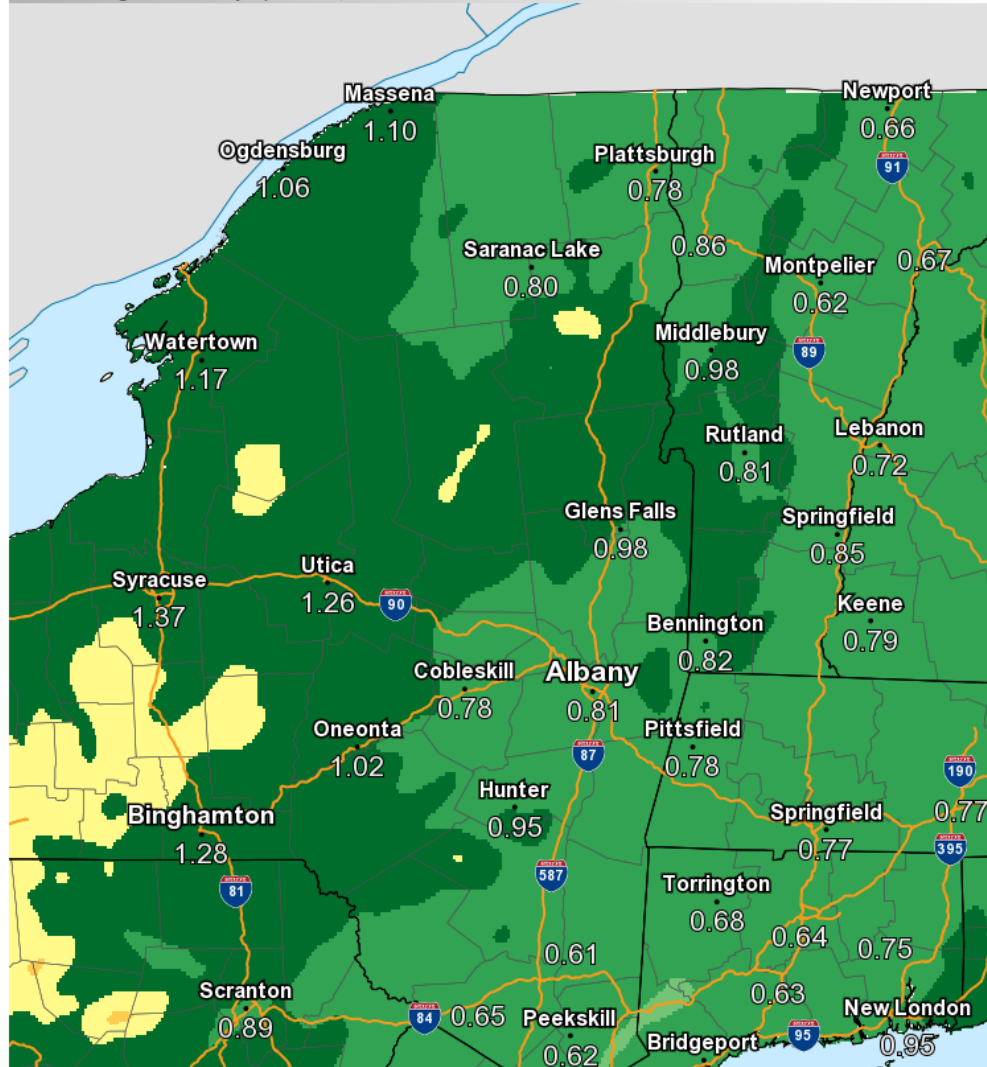 Massena
1.10
Newport
0.66
Ogdensburg
1.06
Plattsburgh
0.78
91
0.86
Saranac Lake
0.80
Montpelier
0.62
0.67
Watertown
1.17
Middlebury
0.98
89
Rutland
0.81
Lebanon
0.72
Glens Falls
0.98
Springfield
0.85
Syracuse
1.37
Utica
1.26
90
Keene
0.79
Bennington
0.82
Cobleskill
0.78
Albany
0.81
Oneonta
1.02
Pittsfield
0.78
87
190
Hunter
0.95
Binghamton
1.28
Springfield
0.77
0.77
395
81
587
Torrington
0.68
0.64
0.75
0.61
Scranton
0.89
84
0.65
Peekskill
0.62
0.63
95
New London
0.95
Bridgeport